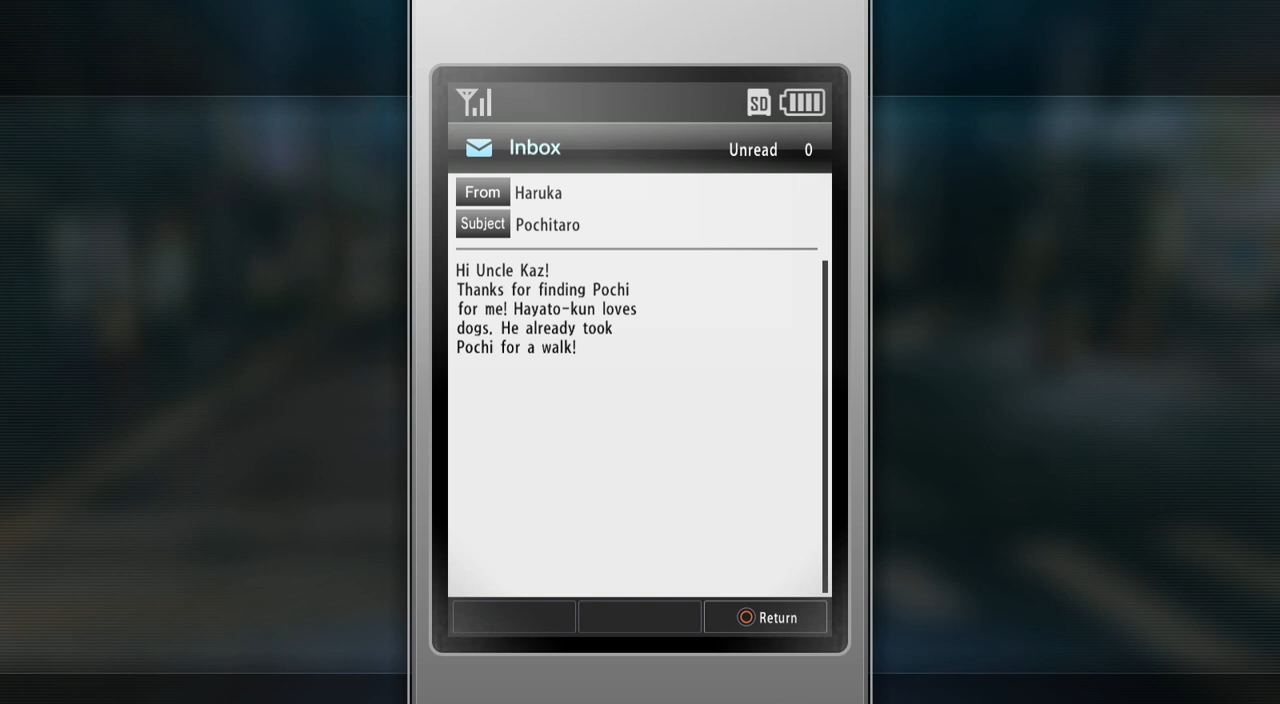 SD
Inbox Unread 0
From Haruka
Subject Pochitaro
Hi Uncle Kaz!
Thanks for finding Pochi
for me! Hayato-kun loves
dogs. He already took
Pochi for a walk!
Return